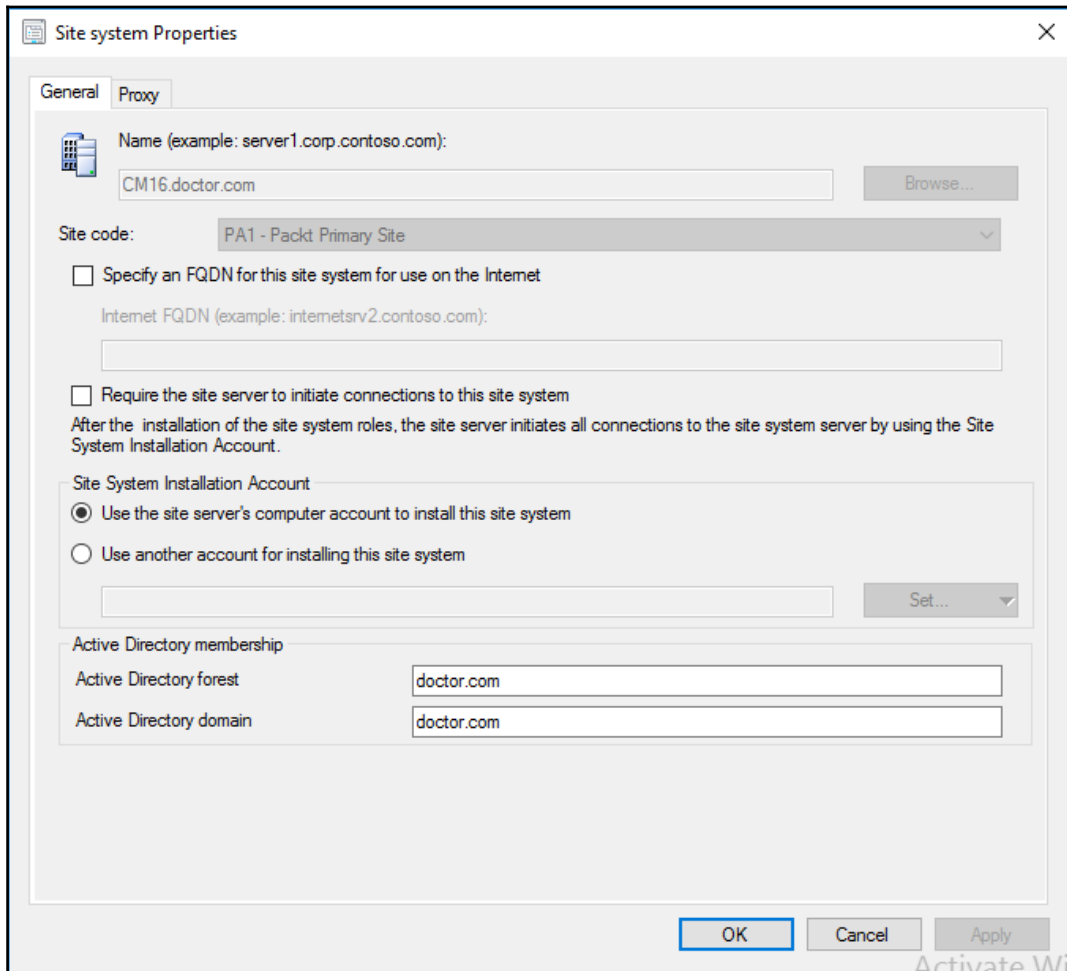 Site system Properties
General
Proxy
Name (example: server1.corp.contoso.com):
CM16.doctor.com
Browse...
Site code:
PA1 - Packt Primary Site
Specify an FQDN for this site system for use on the Internet
Internet FQDN (example: internetsrv2.contoso.com):
Require the site server to initiate connections to this site system
After the installation of the site system roles, the site server initiates all connections to the site system server by using the Site
System Installation Account.
Site System Installation Account
Use the site server's computer account to install this site system
Use another account for installing this site system
Set...
Active Directory membership
Active Directory forest
doctor.com
Active Directory domain
doctor.com
OK
Cancel
Apply
Activate Wi